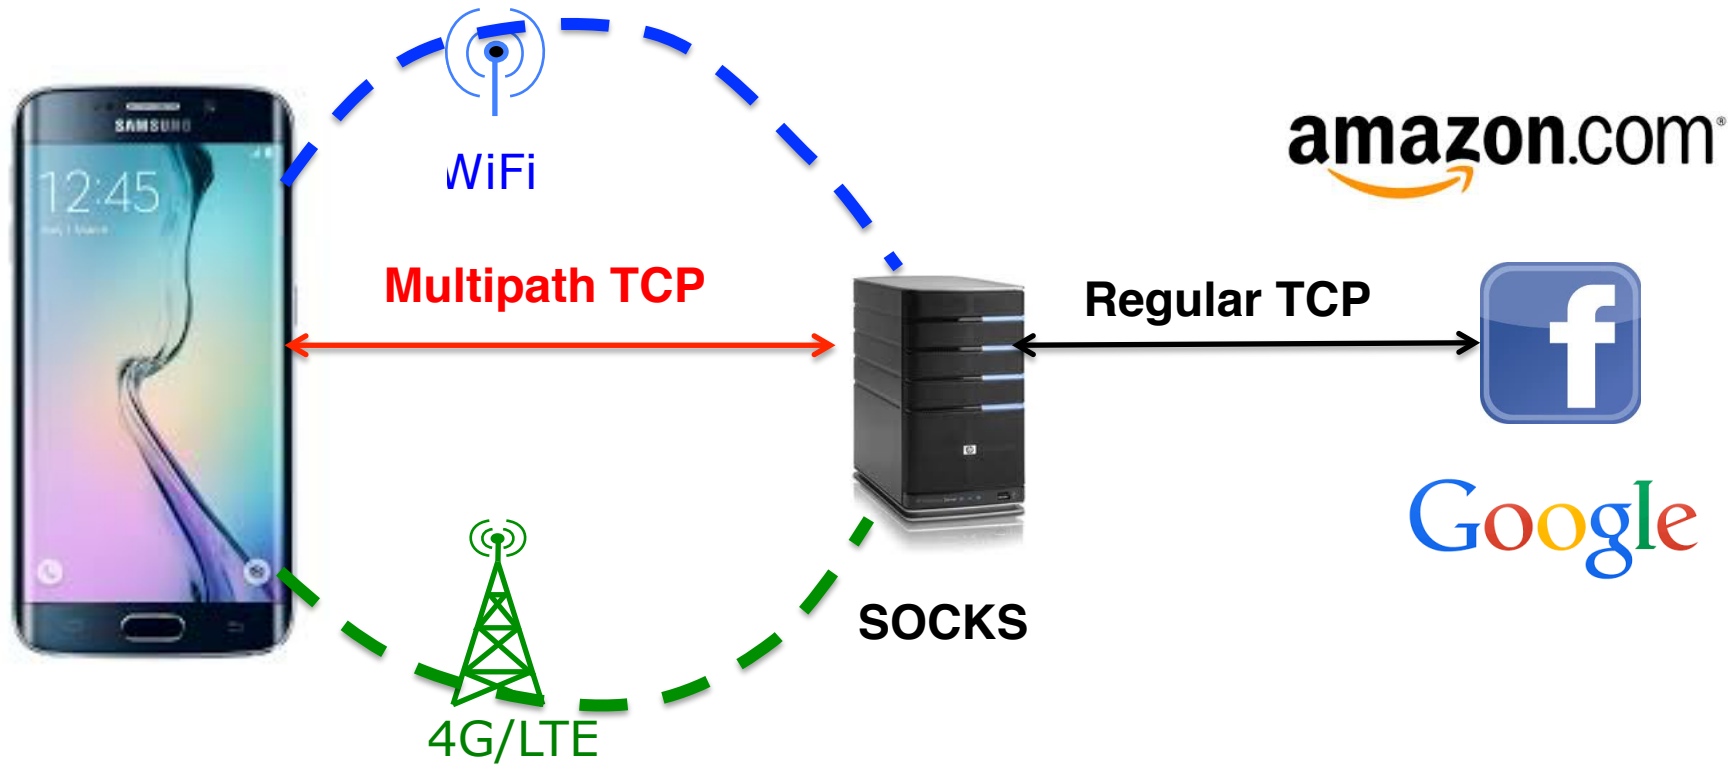 SAMSUNG
12:45
WiFi
Multipath TCP
4G/LTE
SOCKS
Regular TCP
amazon.com®
f
Google